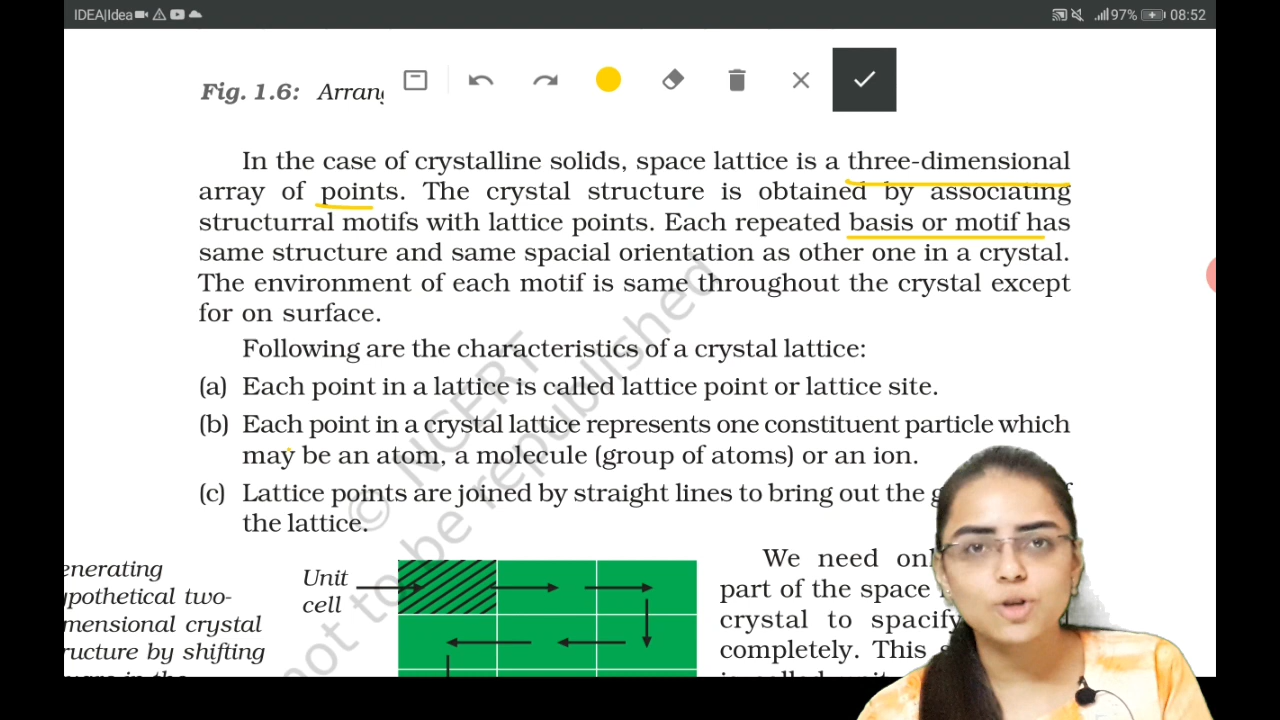 IDEA|Idea 97% 08:52
Fig. 1.6: Arran
In the case of crystalline solids, space lattice is a three-dimensional
array of points. The crystal structure is obtained by associating
structurral motifs with lattice points. Each repeated basis or motif has
same structure and same spacial orientation as other one in a crystal.
The environment of each motif is same throughout the crystal except
for on surface.
Following are the characteristics of a crystal lattice:
(a) Each point in a lattice is called lattice point or lattice site.
(b) Each point in a crystal lattice represents one constituent particle which
may be an atom, a molecule (group of atoms) or an ion.
(c) Lattice points are joined by straight lines to bring out the
the lattice.
enerating
ypothetical two-
mensional crystal
ructure by shifting
in the
Unit
cell
We need on
part of the space
crystal to specify
completely. This
© NCERT
not to be republished